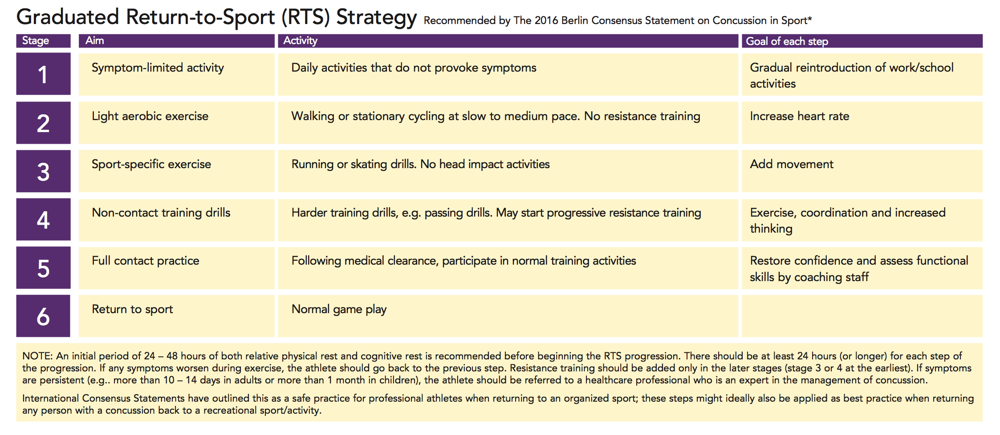 Graduated Return-to-Sport (RTS) Strategy Recommended by The 2016 Berlin Consensus Statement on Concussion in Sport*
Stage Aim Activity Goal of each step
1 Symptom-limited activity Daily activities that do not provoke symptoms Gradual reintroduction of work/school
activities
2 Light aerobic exercise Walking or stationary cycling at slow to medium pace. No resistance training Increase heart rate
3 Sport-specific exercise Running or skating drills. No head impact activities Add movement
4 Non-contact training drills Harder training drills, e.g. passing drills. May start progressive resistance training Exercise, coordination and increased
thinking
5 Full contact practice Following medical clearance, participate in normal training activities Restore confidence and assess functional
skills by coaching staff
6 Return to sport Normal game play
NOTE: An initial period of 24 – 48 hours of both relative physical rest and cognitive rest is recommended before beginning the RTS progression. There should be at least 24 hours (or longer) for each step of
the progression. If any symptoms worsen during exercise, the athlete should go back to the previous step. Resistance training should be added only in the later stages (stage 3 or 4 at the earliest). If symptoms
are persistent (e.g.. more than 10 – 14 days in adults or more than 1 month in children), the athlete should be referred to a healthcare professional who is an expert in the management of concussion.
International Consensus Statements have outlined this as a safe practice for professional athletes when returning to an organized sport; these steps might ideally also be applied as best practice when returning
any person with a concussion back to a recreational sport/activity.